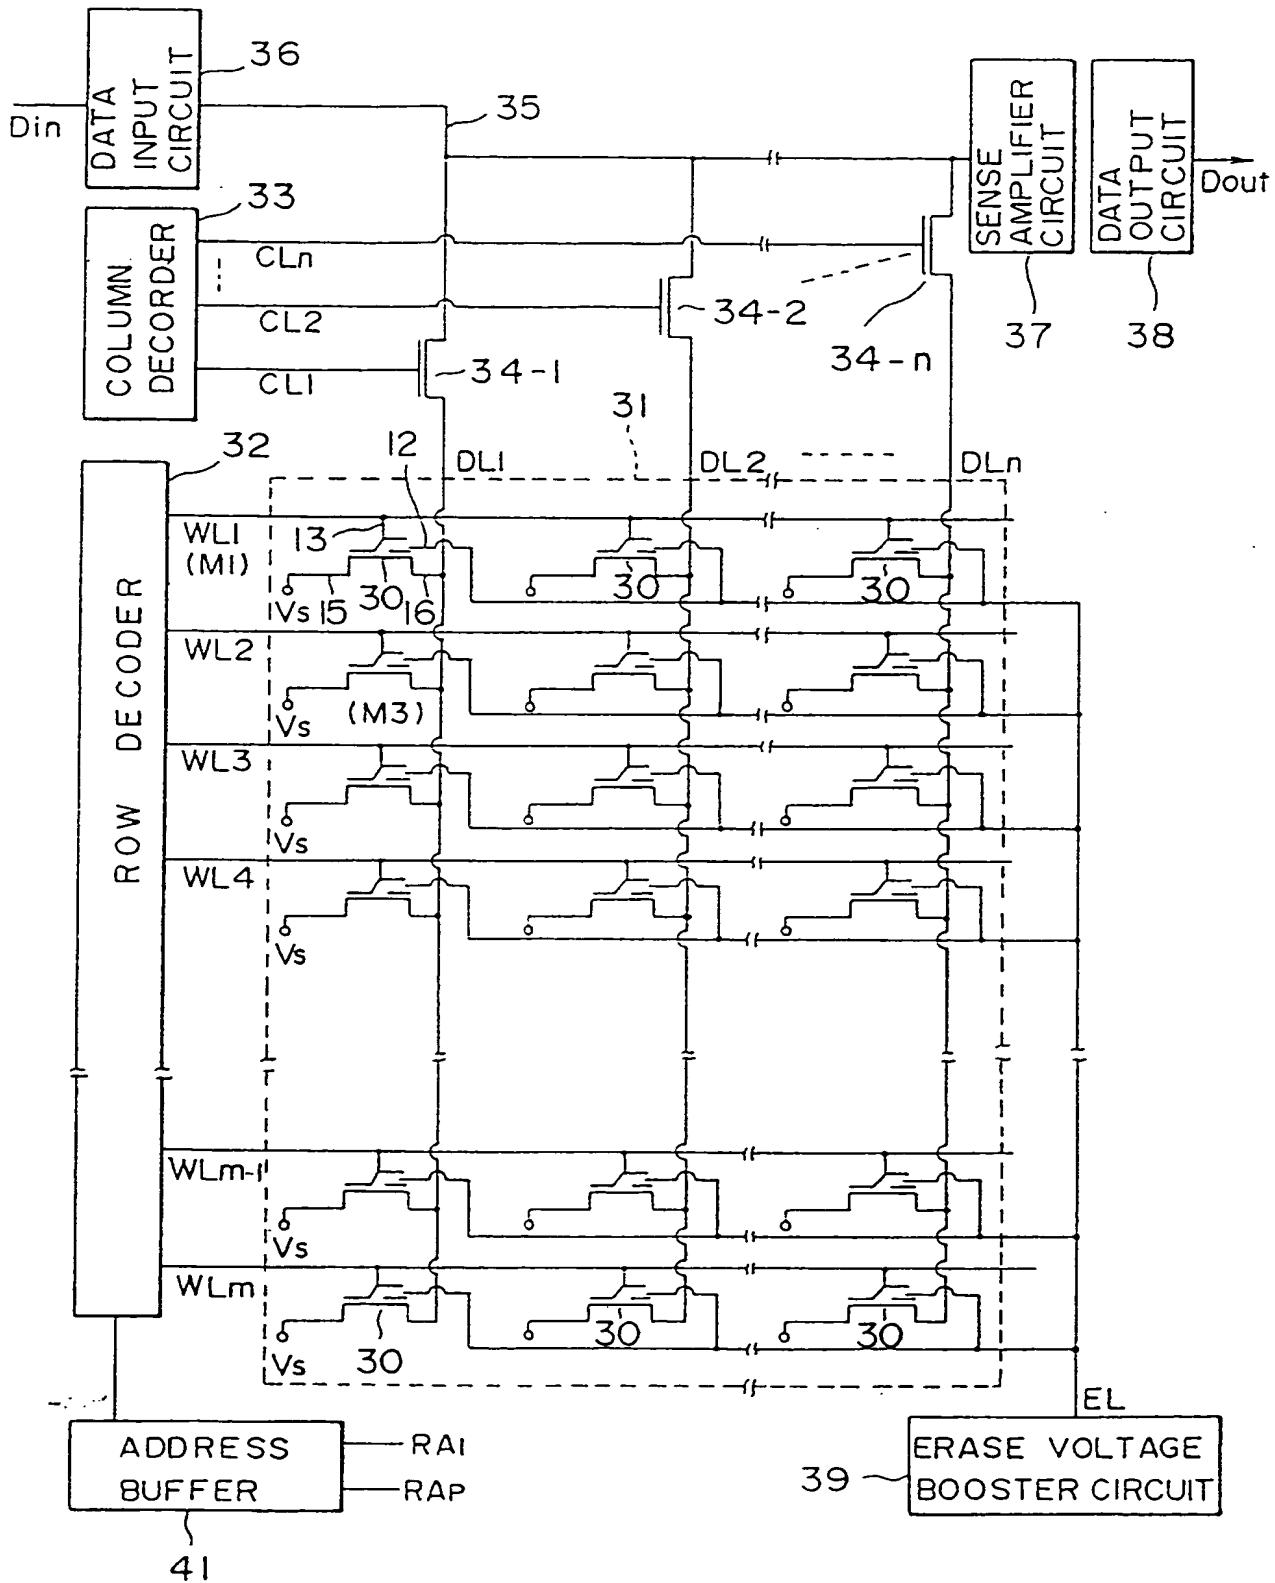 36
DATA
INPUT
CIRCUIT
Din
35
SENSE
AMPLIFIER
CIRCUIT
DATA
OUTPUT
CIRCUIT
Dout
33
COLUMN
DECORDER
CLn
CL2
CL1
34-1
34-2
34-n
37
38
31
32
12
DL1
DL2
DLn
ROW DECODER
WL1
(M1)
13
Vs
15
30
16
30
30
WL2
Vs
(M3)
WL3
Vs
WL4
Vs
WLm-1
Vs
WLm
Vs
30
30
30
EL
ADDRESS
BUFFER
RA1
RAP
41
39
ERASE VOLTAGE
BOOSTER CIRCUIT